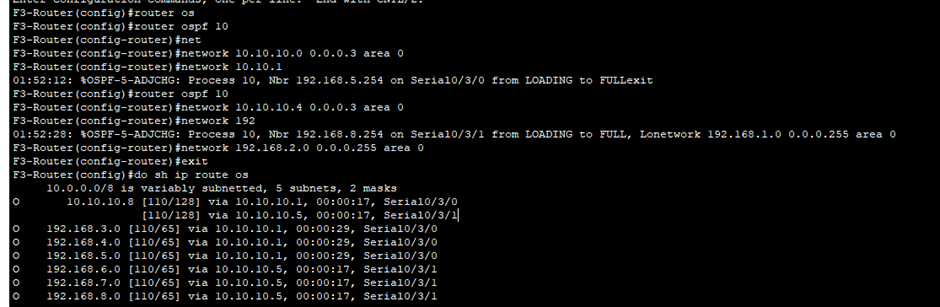 Enter configuration commands, one per line.  End with CNTL/Z.
F3-Router(config)#router os
F3-Router(config)#router ospf 10
F3-Router(config-router)#net
F3-Router(config-router)#network 10.10.10.0 0.0.0.3 area 0
F3-Router(config-router)#network 10.10.1
01:52:12: %OSPF-5-ADJCHG: Process 10, Nbr 192.168.5.254 on Serial0/3/0 from LOADING to FULLexit
F3-Router(config)#router ospf 10
F3-Router(config-router)#network 10.10.10.4 0.0.0.3 area 0
F3-Router(config-router)#network 192
01:52:28: %OSPF-5-ADJCHG: Process 10, Nbr 192.168.8.254 on Serial0/3/1 from LOADING to FULL, Lonetwork 192.168.1.0 0.0.0.255 area 0
F3-Router(config-router)#network 192.168.2.0 0.0.0.255 area 0
F3-Router(config-router)#exit
F3-Router(config)#do sh ip route os
     10.0.0.0/8 is variably subnetted, 5 subnets, 2 masks
O       10.10.10.8 [110/128] via 10.10.10.1, 00:00:17, Serial0/3/0
                   [110/128] via 10.10.10.5, 00:00:17, Serial0/3/1
O    192.168.3.0 [110/65] via 10.10.10.1, 00:00:29, Serial0/3/0
O    192.168.4.0 [110/65] via 10.10.10.1, 00:00:29, Serial0/3/0
O    192.168.5.0 [110/65] via 10.10.10.1, 00:00:29, Serial0/3/0
O    192.168.6.0 [110/65] via 10.10.10.5, 00:00:17, Serial0/3/1
O    192.168.7.0 [110/65] via 10.10.10.5, 00:00:17, Serial0/3/1
O    192.168.8.0 [110/65] via 10.10.10.5, 00:00:17, Serial0/3/1